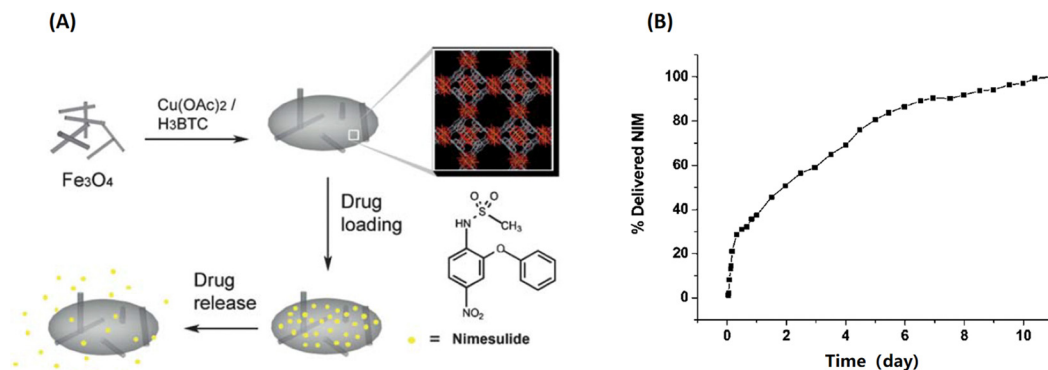 (A)
Fe3O4
Cu(OAc)2 /
H3BTC
Drug
loading
O O
S
HN CH3
O
NO2
Drug
release
= Nimesulide
(B)
% Delivered NIM
100
80
60
40
20
0
0 2 4 6 8 10
Time (day)